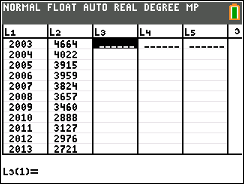 NORMAL FLOAT AUTO REAL DEGREE MP
L1 L2 L3 L4 L5 3
2003 4664 ------ ------ ------
2004 4022
2005 3915
2006 3959
2007 3824
2008 3657
2009 3460
2010 2888
2011 3127
2012 2976
2013 2721
L3(1)=